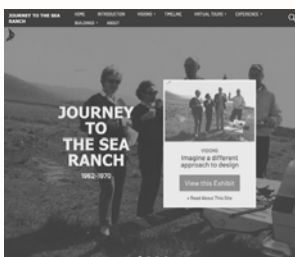 JOURNEY TO THE SEA
RANCH
HOME INTRODUCTION VISIONS TIMELINE VIRTUAL TOURS EXPERIENCE
BUILDINGS ABOUT
JOURNEY
TO
THE SEA
RANCH
1962-1970
VISIONS
Imagine a different
approach to design
View this Exhibit
+ Read About This Site